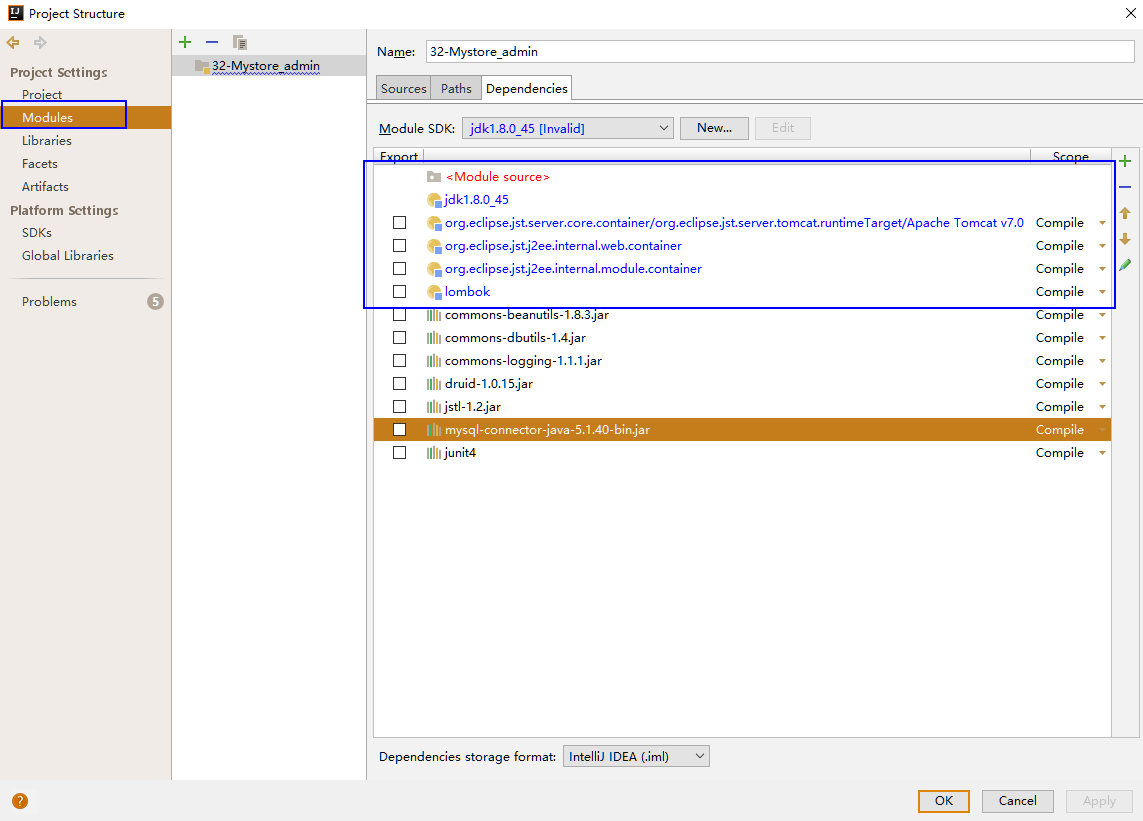 Project Structure
Project Settings
Project
Modules
Libraries
Facets
Artifacts
Platform Settings
SDKs
Global Libraries
Problems 5
32-Mystore_admin
Name: 32-Mystore_admin
Sources Paths Dependencies
Module SDK: jdk1.8.0_45 [Invalid] New... Edit
Export Scope
<Module source>
jdk1.8.0_45
org.eclipse.jst.server.core.container/org.eclipse.jst.server.tomcat.runtimeTarget/Apache Tomcat v7.0 Compile
org.eclipse.jst.j2ee.internal.web.container Compile
org.eclipse.jst.j2ee.internal.module.container Compile
lombok Compile
commons-beanutils-1.8.3.jar Compile
commons-dbutils-1.4.jar Compile
commons-logging-1.1.1.jar Compile
druid-1.0.15.jar Compile
jstl-1.2.jar Compile
mysql-connector-java-5.1.40-bin.jar Compile
junit4 Compile
Dependencies storage format: IntelliJ IDEA (.iml)
? OK Cancel Apply